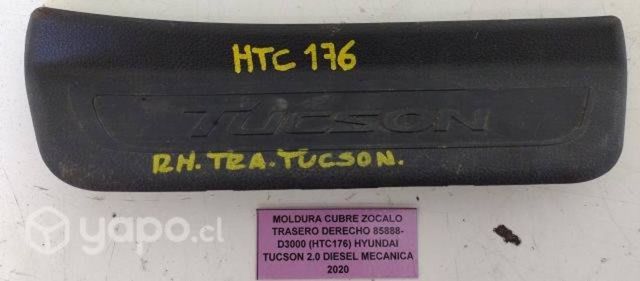 HTC 176
TUCSON
RH. TRA. TUCSON.
yapo.cl
MOLDURA CUBRE ZOCALO
TRASERO DERECHO 85888-
D3000 (HTC176) HYUNDAI
TUCSON 2.0 DIESEL MECANICA
2020